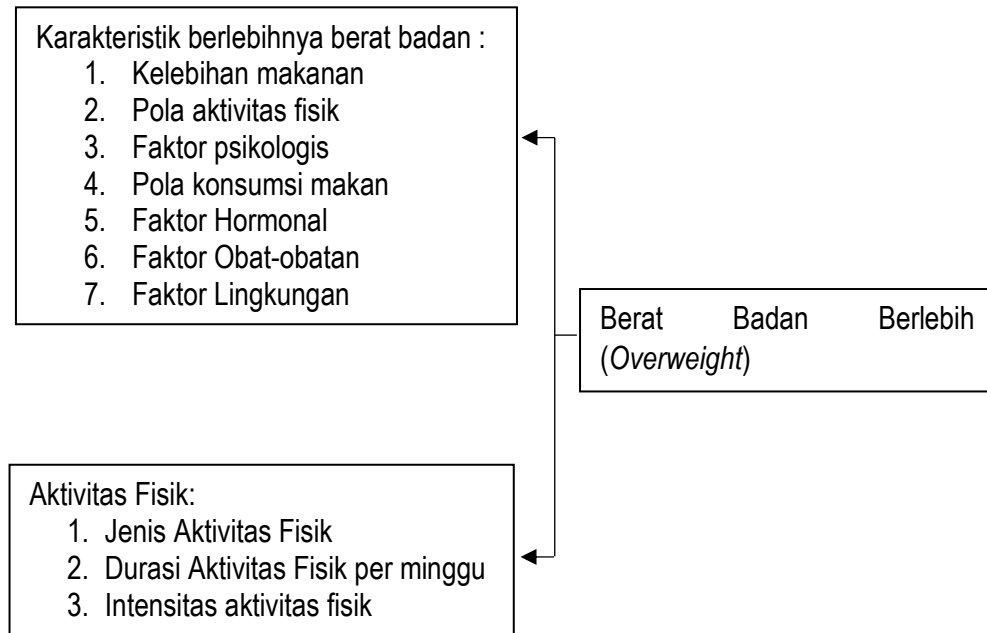 Karakteristik berlebihnya berat badan :
1. Kelebihan makanan
2. Pola aktivitas fisik
3. Faktor psikologis
4. Pola konsumsi makan
5. Faktor Hormonal
6. Faktor Obat-obatan
7. Faktor Lingkungan
Berat Badan Berlebih
(Overweight)
Aktivitas Fisik:
1. Jenis Aktivitas Fisik
2. Durasi Aktivitas Fisik per minggu
3. Intensitas aktivitas fisik